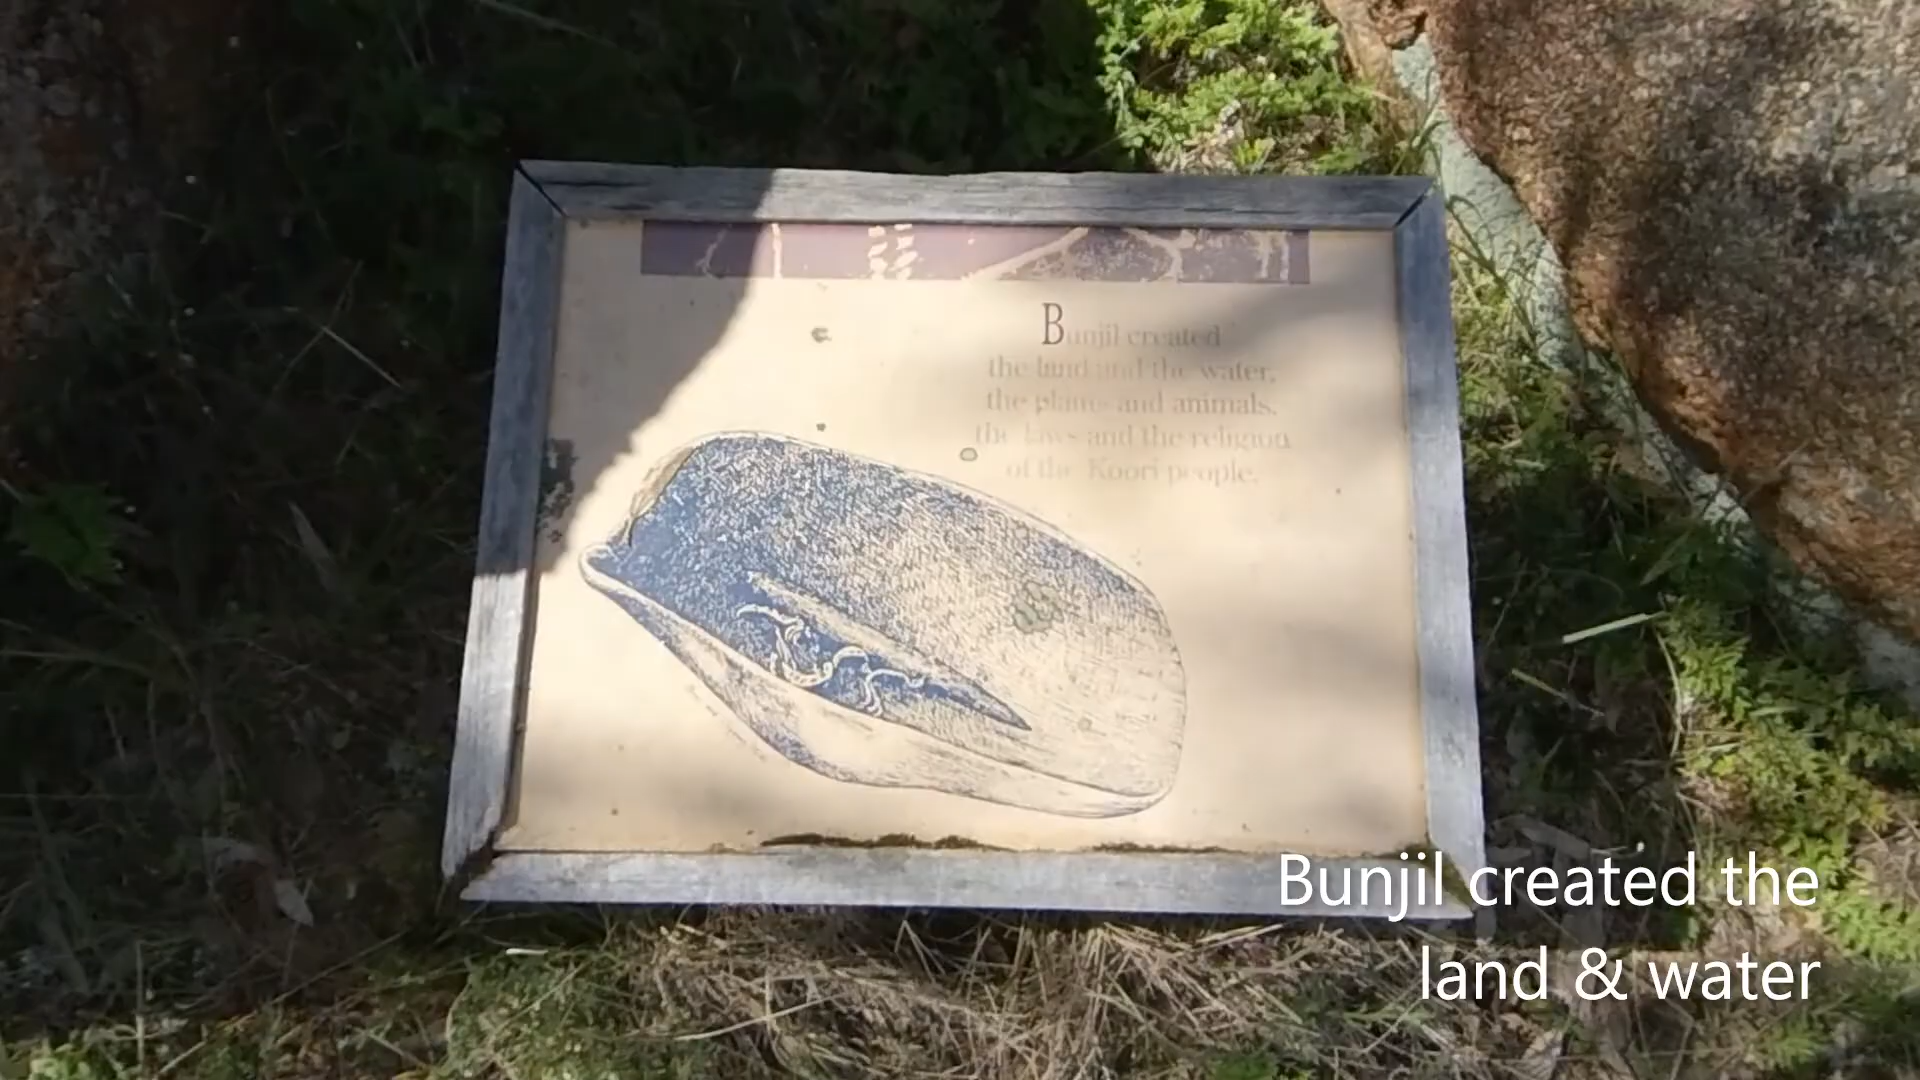 Bunjil created
the land and the water,
the plants and animals,
the laws and the religion
of the Koori people.
Bunjil created the
land & water